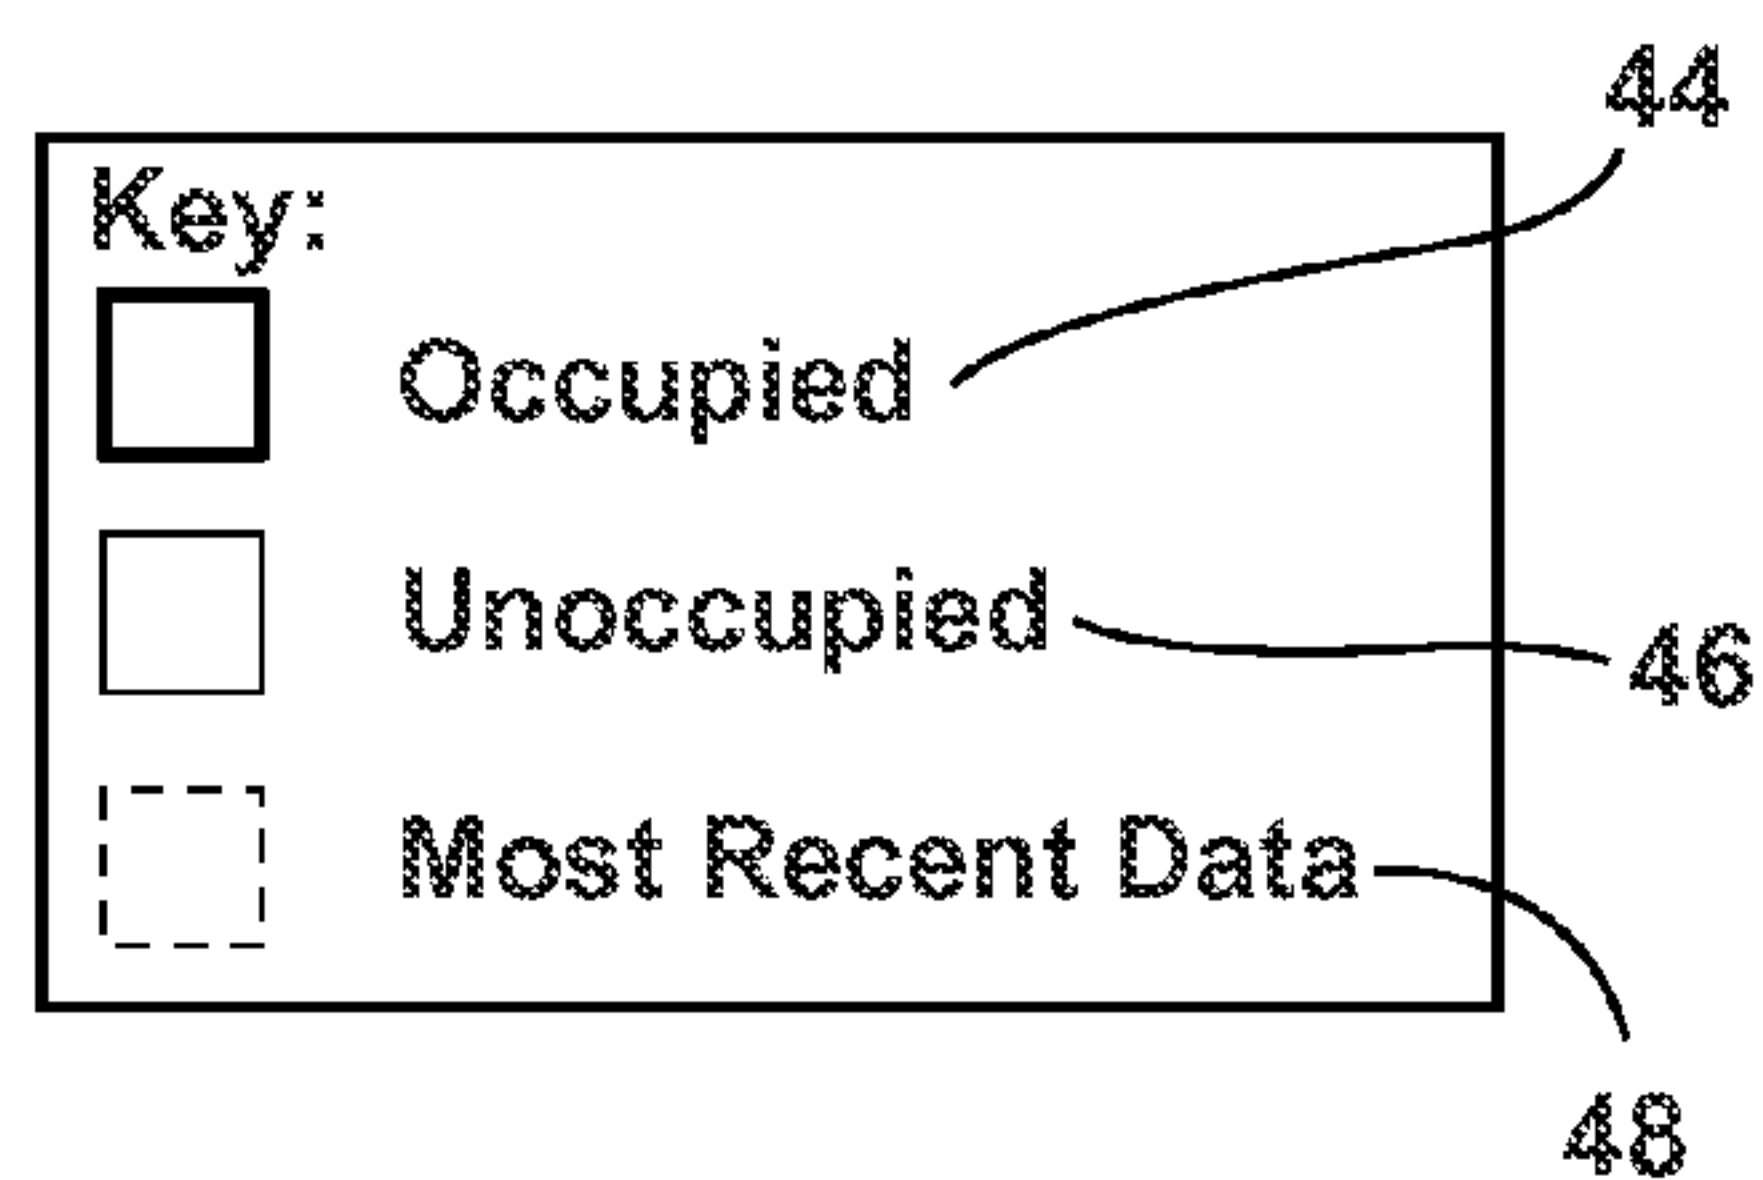 44
Key:
Occupied
Unoccupied
46
Most Recent Data
48